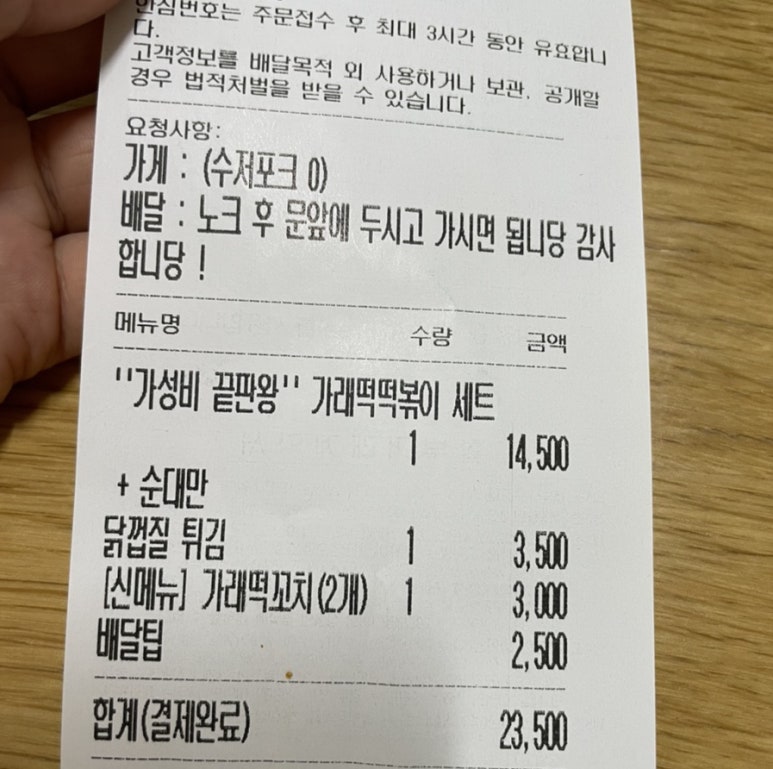 안심번호는 주문접수 후 최대 3시간 동안 유효합니
다.
고객정보를 배달목적 외 사용하거나 보관, 공개할
경우 법적처벌을 받을 수 있습니다.
요청사항:
가게 : (수저포크 0)
배달 : 노크 후 문앞에 두시고 가시면 됩니당 감사
합니당 !
메뉴명 수량 금액
"가성비 끝판왕" 가래떡떡볶이 세트
1 14,500
+ 순대만
닭껍질 튀김 1 3,500
[신메뉴] 가래떡꼬치(2개) 1 3,000
배달팁 2,500
합계(결제완료) 23,500